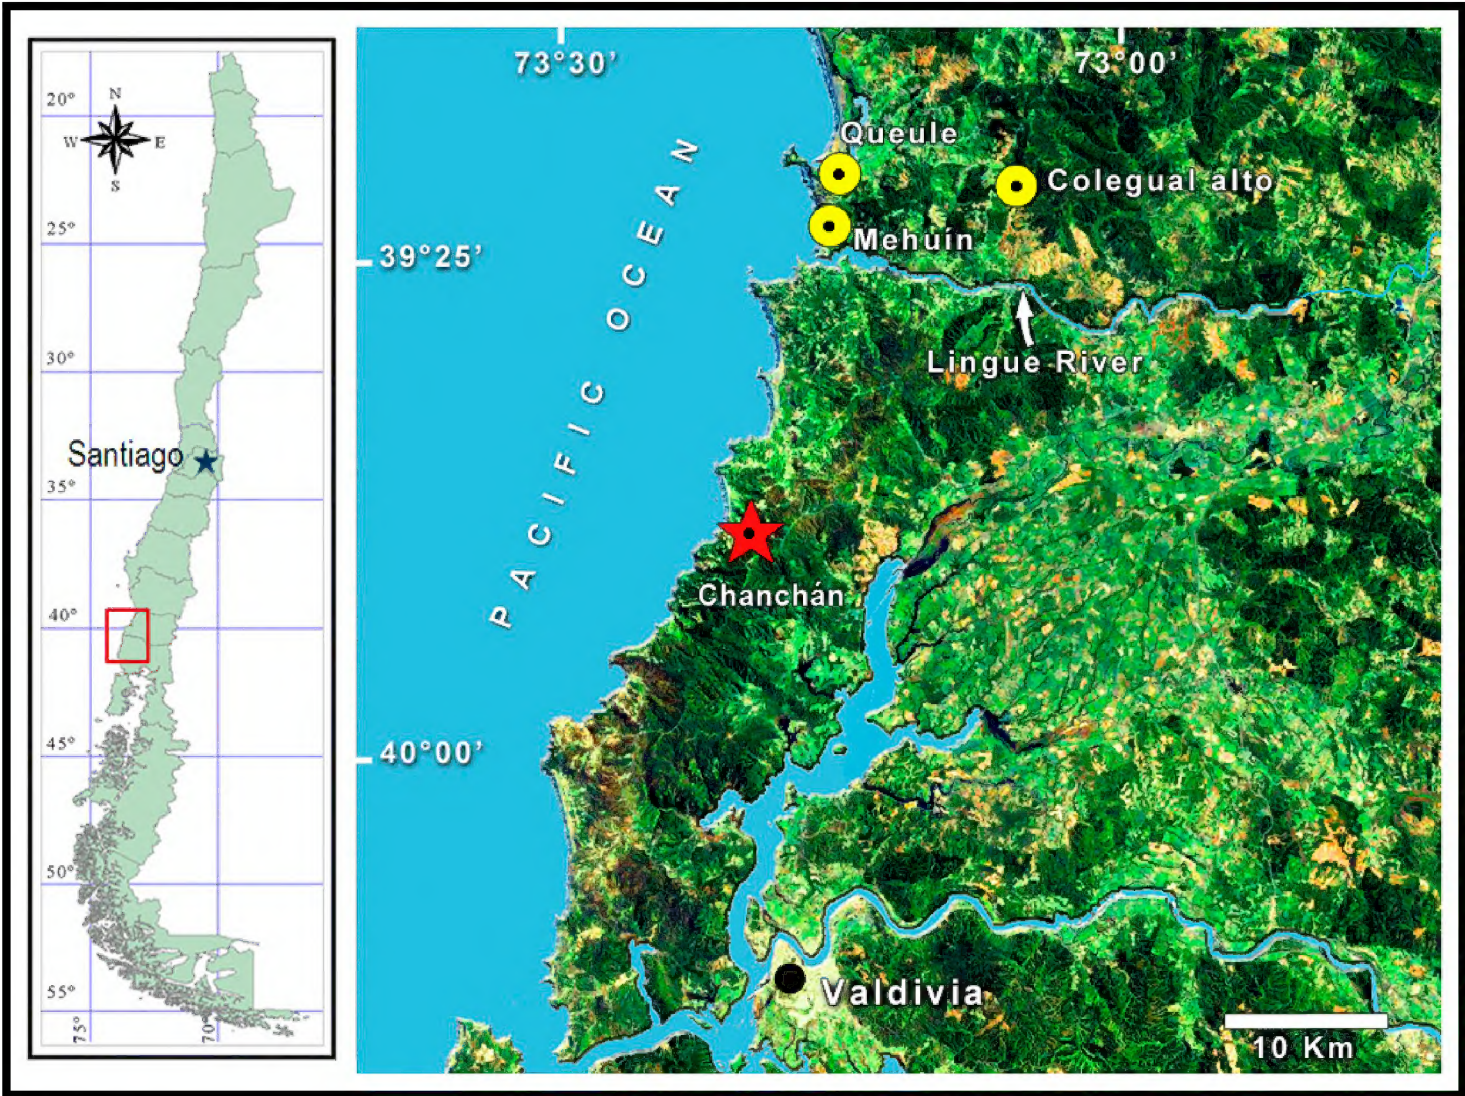 N
W E
S
20°
25°
30°
Santiago
35°
40°
45°
50°
55°
75°
70°
73°30'
73°00'
Queule
Colegual alto
Mehuín
39°25'
Lingue River
PACIFIC OCEAN
Chanchán
40°00'
Valdivia
10 Km